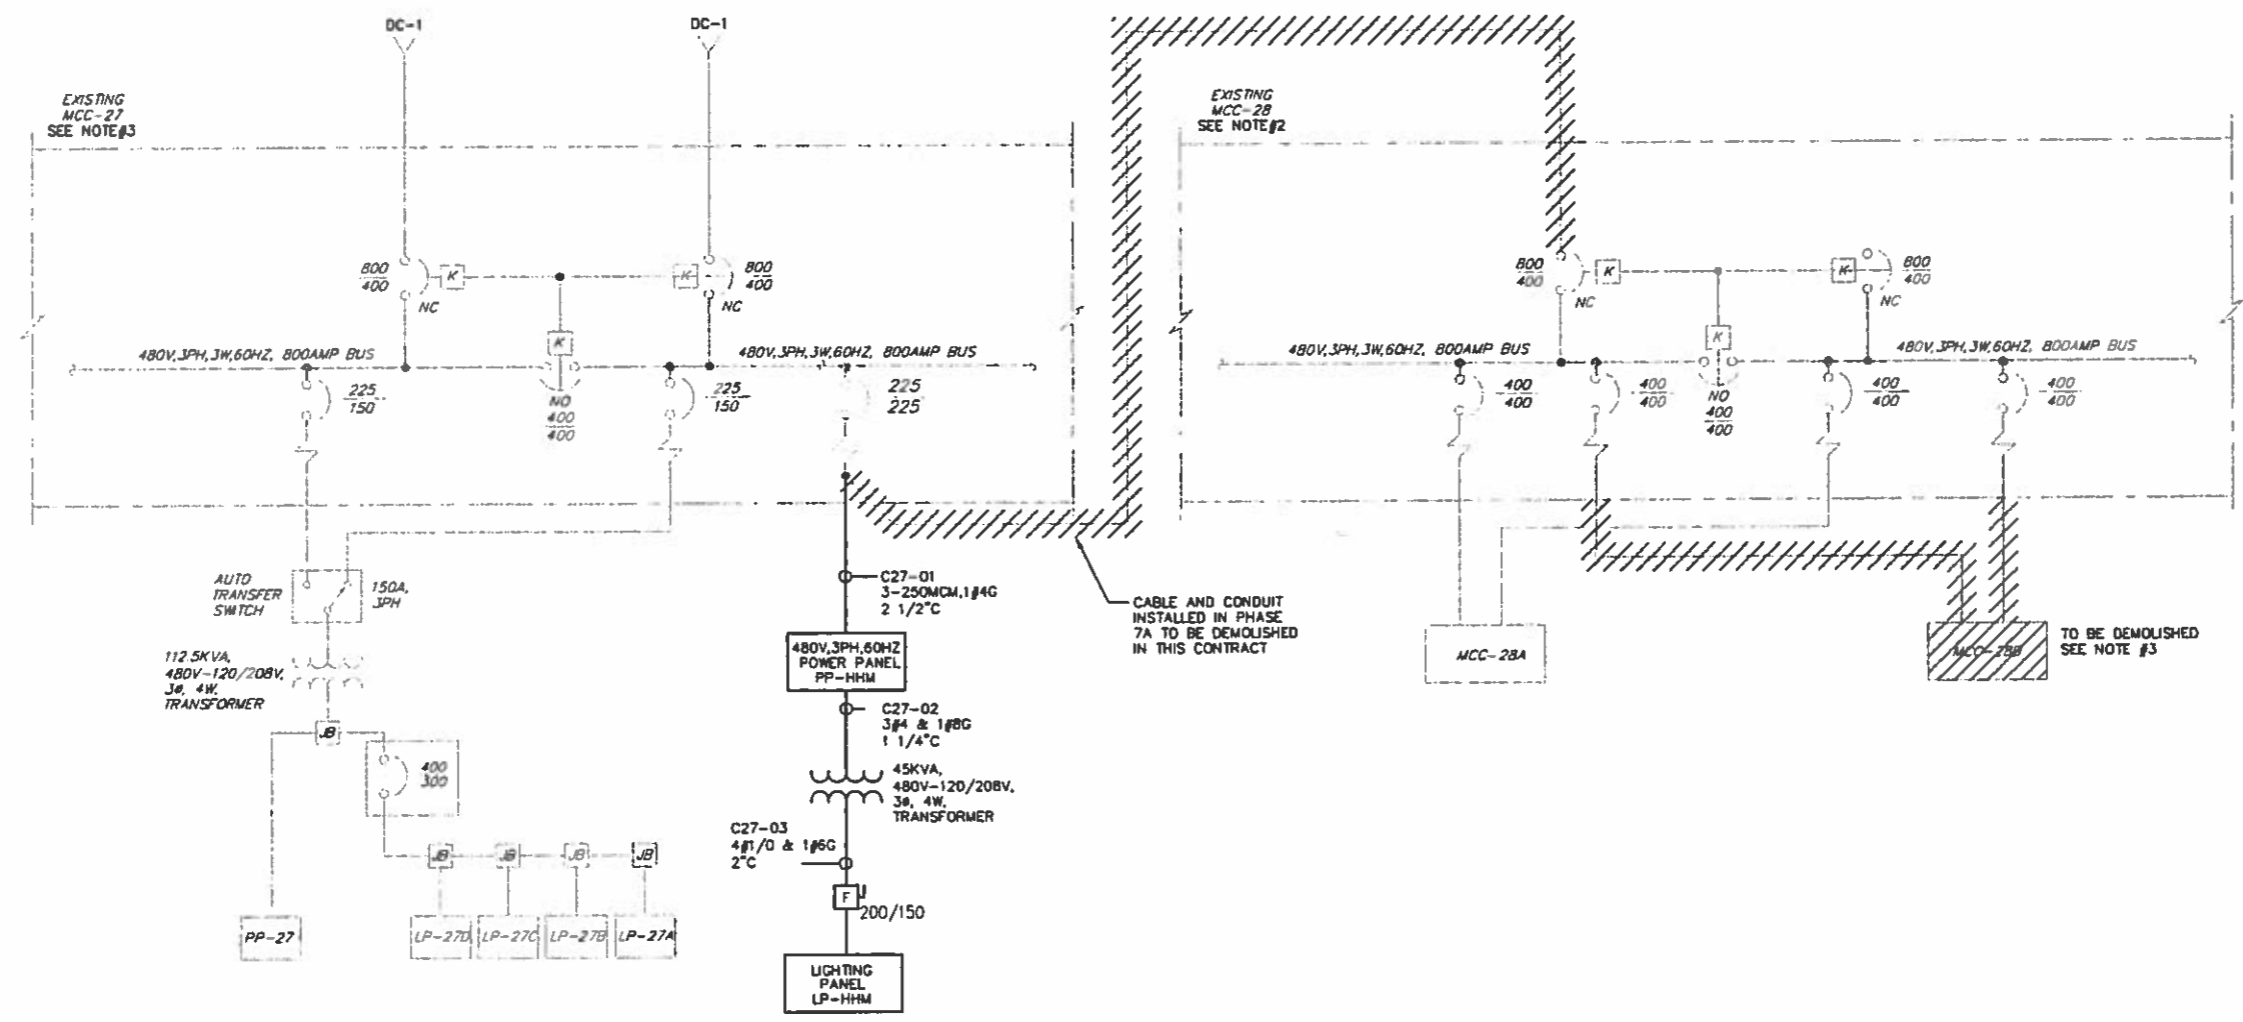 DC-1
DC-1
EXISTING
MCC-27
SEE NOTE#3
EXISTING
MCC-28
SEE NOTE#2
800
400
NC
K
K
800
400
NC
K
800
400
NC
K
K
800
400
NC
K
480V,3PH,3W,60HZ, 800AMP BUS
480V,3PH,3W,60HZ, 800AMP BUS
480V,3PH,3W,60HZ, 800AMP BUS
480V,3PH,3W,60HZ, 800AMP BUS
225
150
NO
400
400
225
150
225
225
400
400
400
400
NO
400
400
400
400
400
400
AUTO
TRANSFER
SWITCH
150A,
3PH
C27-01
3-250MCM,1#4G
2 1/2"C
CABLE AND CONDUIT
INSTALLED IN PHASE
7A TO BE DEMOLISHED
IN THIS CONTRACT
480V,3PH,60HZ
POWER PANEL
PP-HHM
MCC-28A
MCC-28B
TO BE DEMOLISHED
SEE NOTE #3
112.5KVA,
480V-120/208V,
3ø, 4W,
TRANSFORMER
C27-02
3#4 & 1#8G
1 1/4"C
JB
400
300
45KVA,
480V-120/208V,
3ø, 4W,
TRANSFORMER
C27-03
4#1/0 & 1#6G
2"C
JB
JB
JB
JB
F
200/150
PP-27
LP-27D
LP-27C
LP-27B
LP-27A
LIGHTING
PANEL
LP-HHM